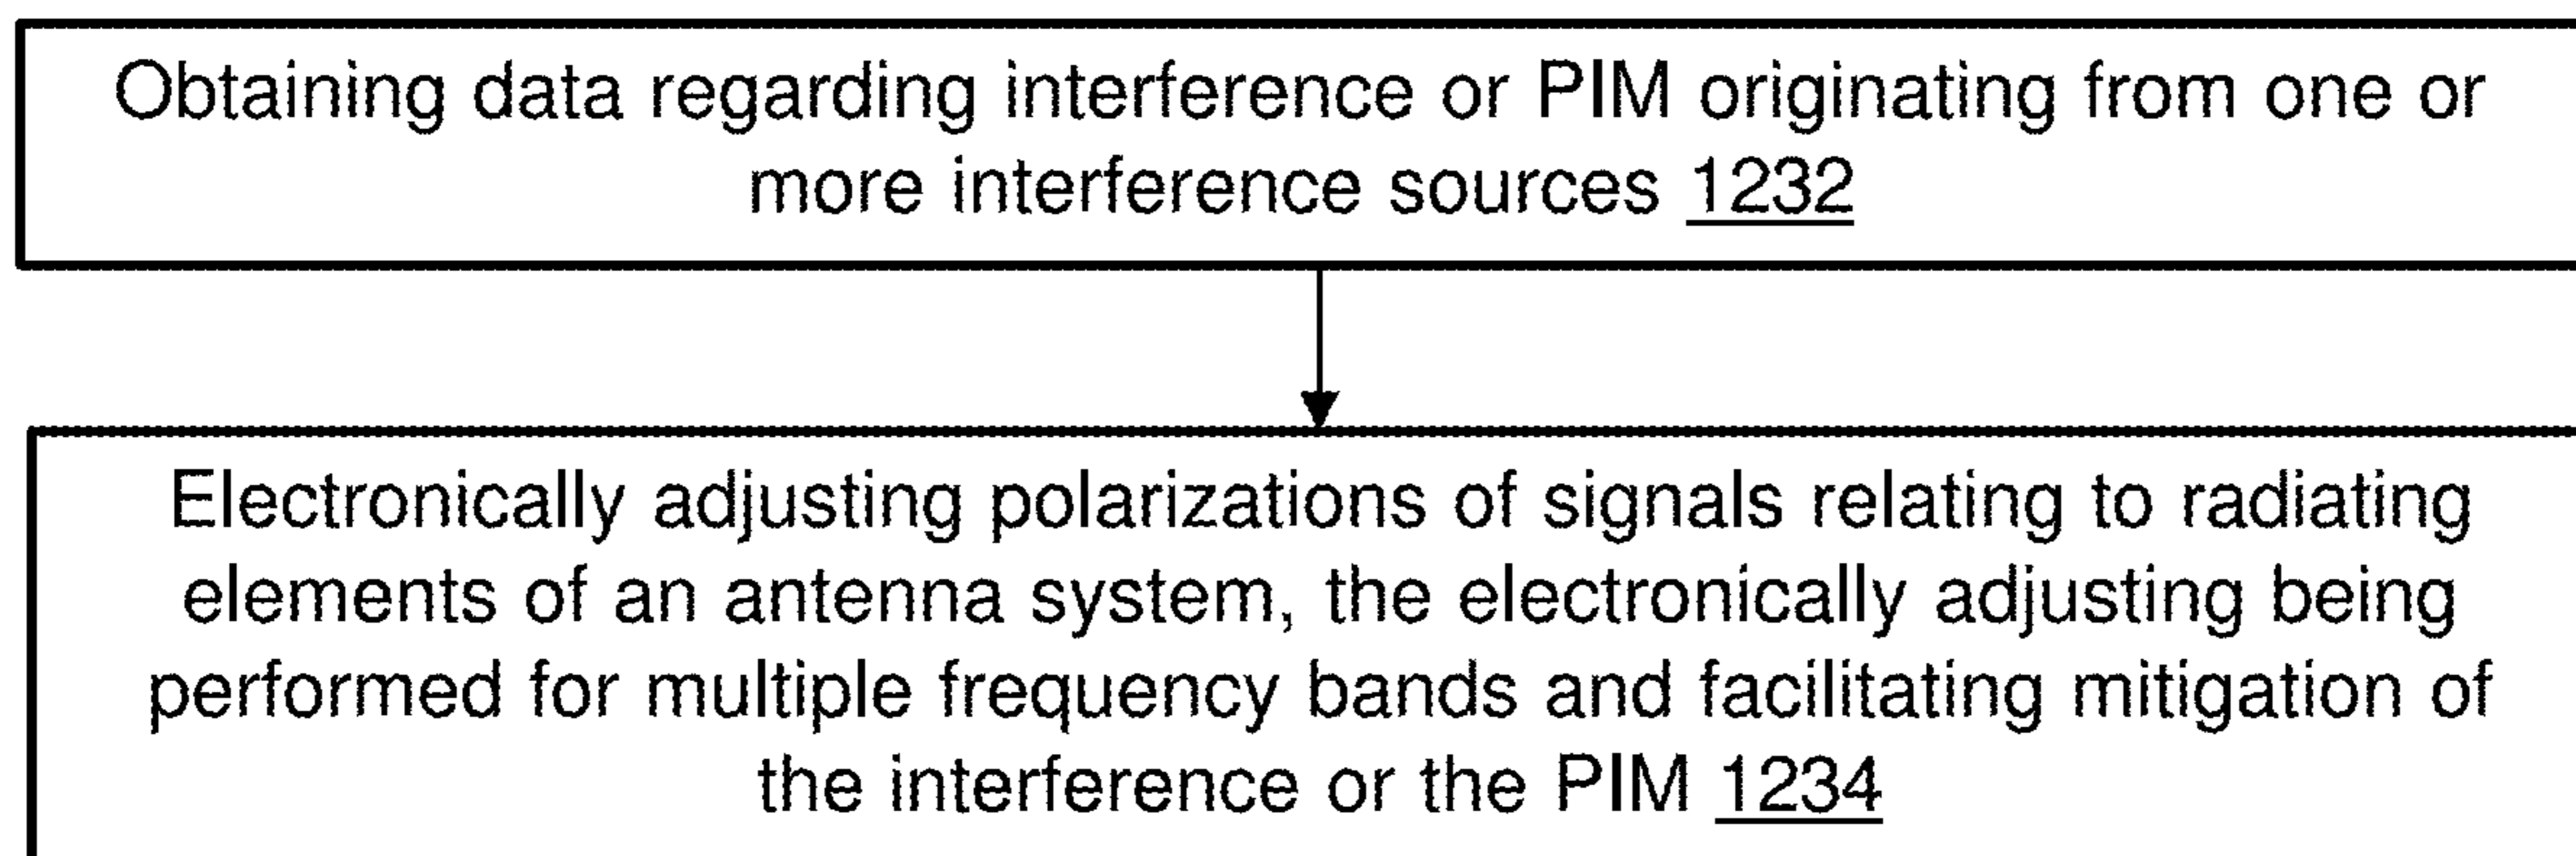 Obtaining data regarding interference or PIM originating from one or
more interference sources 1232
Electronically adjusting polarizations of signals relating to radiating
elements of an antenna system, the electronically adjusting being
performed for multiple frequency bands and facilitating mitigation of
the interference or the PIM 1234